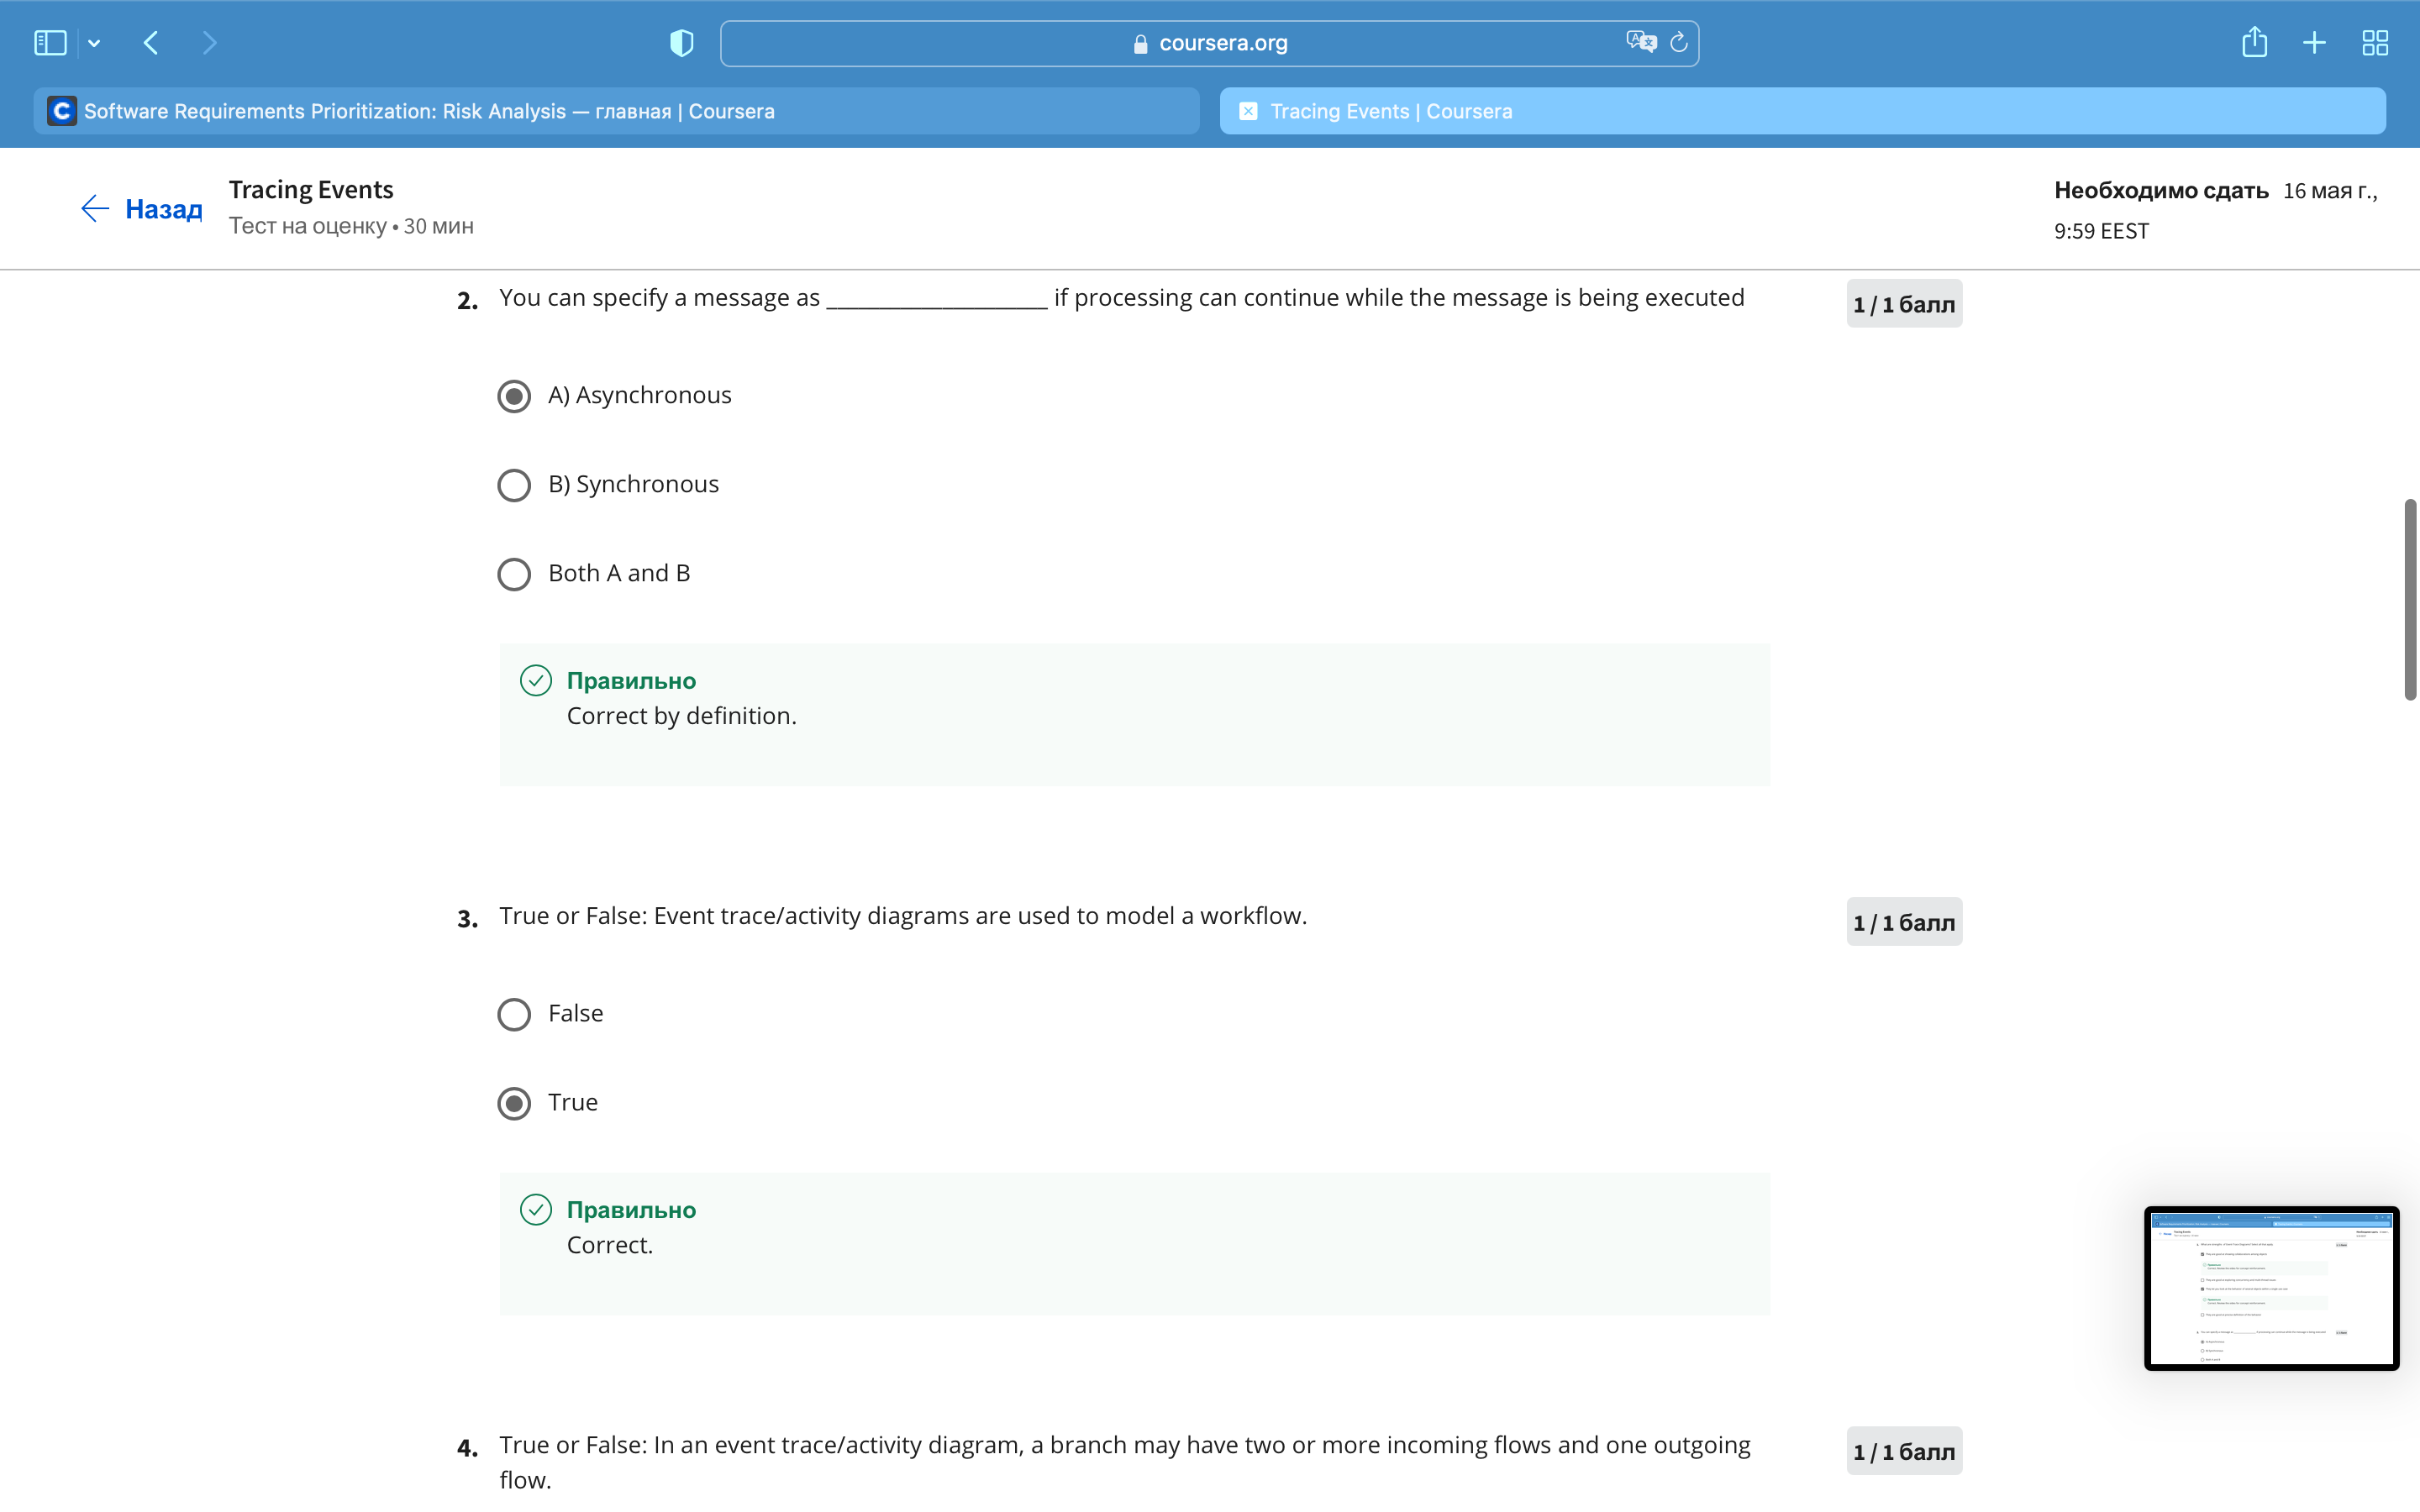 coursera.org
Software Requirements Prioritization: Risk Analysis — главная | Coursera
Tracing Events | Coursera
Назад
Tracing Events
Тест на оценку • 30 мин
Необходимо сдать 16 мая г.,
9:59 EEST
2. You can specify a message as __________________ if processing can continue while the message is being executed
1 / 1 балл
A) Asynchronous
B) Synchronous
Both A and B
Правильно
Correct by definition.
3. True or False: Event trace/activity diagrams are used to model a workflow.
1 / 1 балл
False
True
Правильно
Correct.
4. True or False: In an event trace/activity diagram, a branch may have two or more incoming flows and one outgoing
flow.
1 / 1 балл